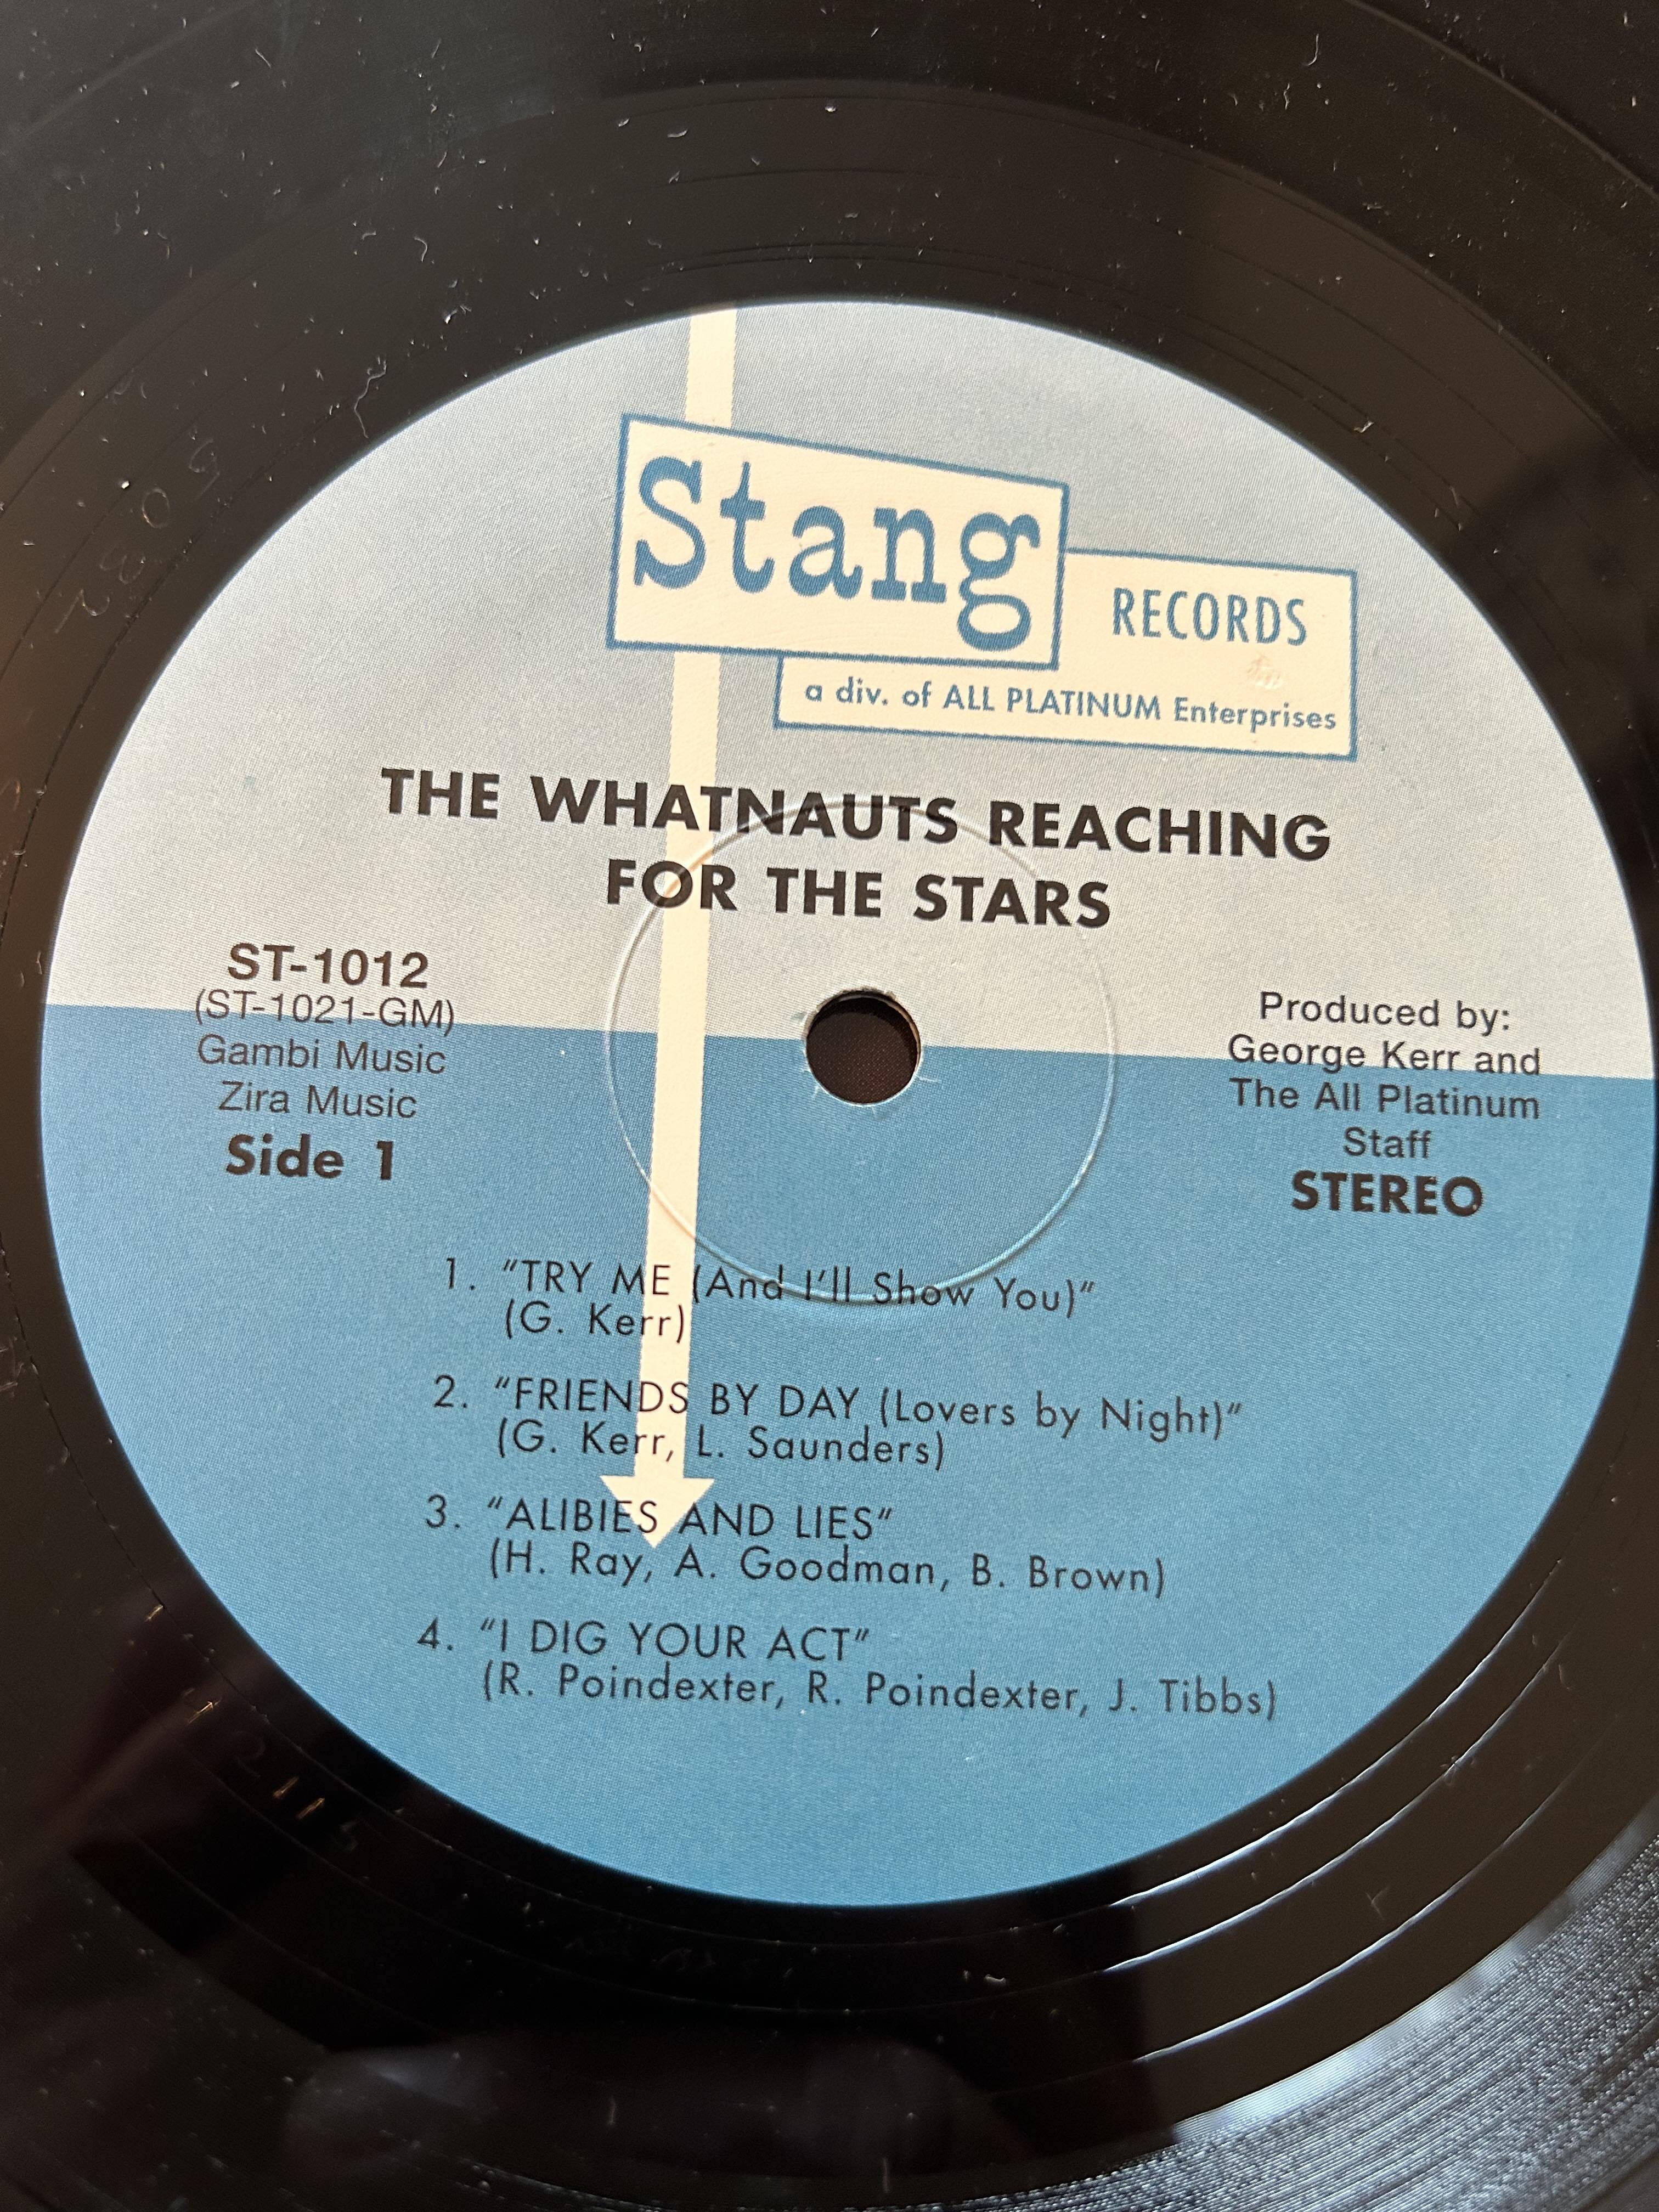 Stang
RECORDS
a div. of ALL PLATINUM Enterprises
THE WHATNAUTS REACHING
FOR THE STARS
ST-1012
(ST-1021-GM)
Gambi Music
Zira Music
Side 1
Produced by:
George Kerr and
The All Platinum
Staff
STEREO
1. "TRY ME (And I'll Show You)"
(G. Kerr)
2. "FRIENDS BY DAY (Lovers by Night)"
(G. Kerr, L. Saunders)
3. "ALIBIES AND LIES"
(H. Ray, A. Goodman, B. Brown)
4. "I DIG YOUR ACT"
(R. Poindexter, R. Poindexter, J. Tibbs)